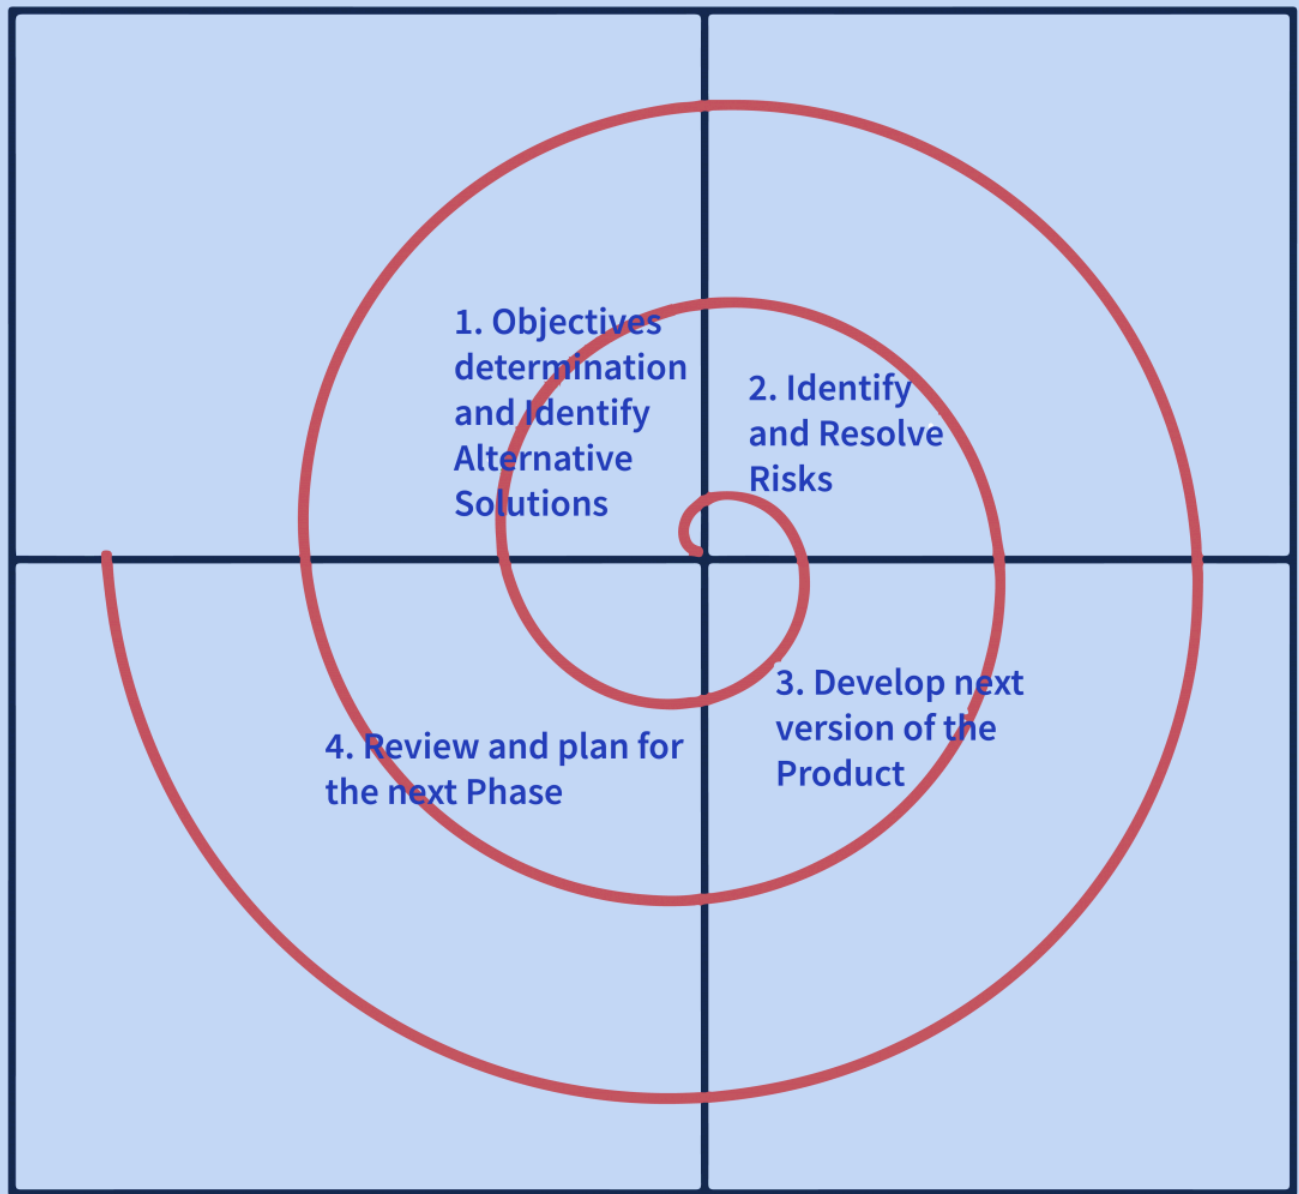 1. Objectives
determination
and Identify
Alternative
Solutions
2. Identify
and Resolve
Risks
3. Develop next
version of the
Product
4. Review and plan for
the next Phase